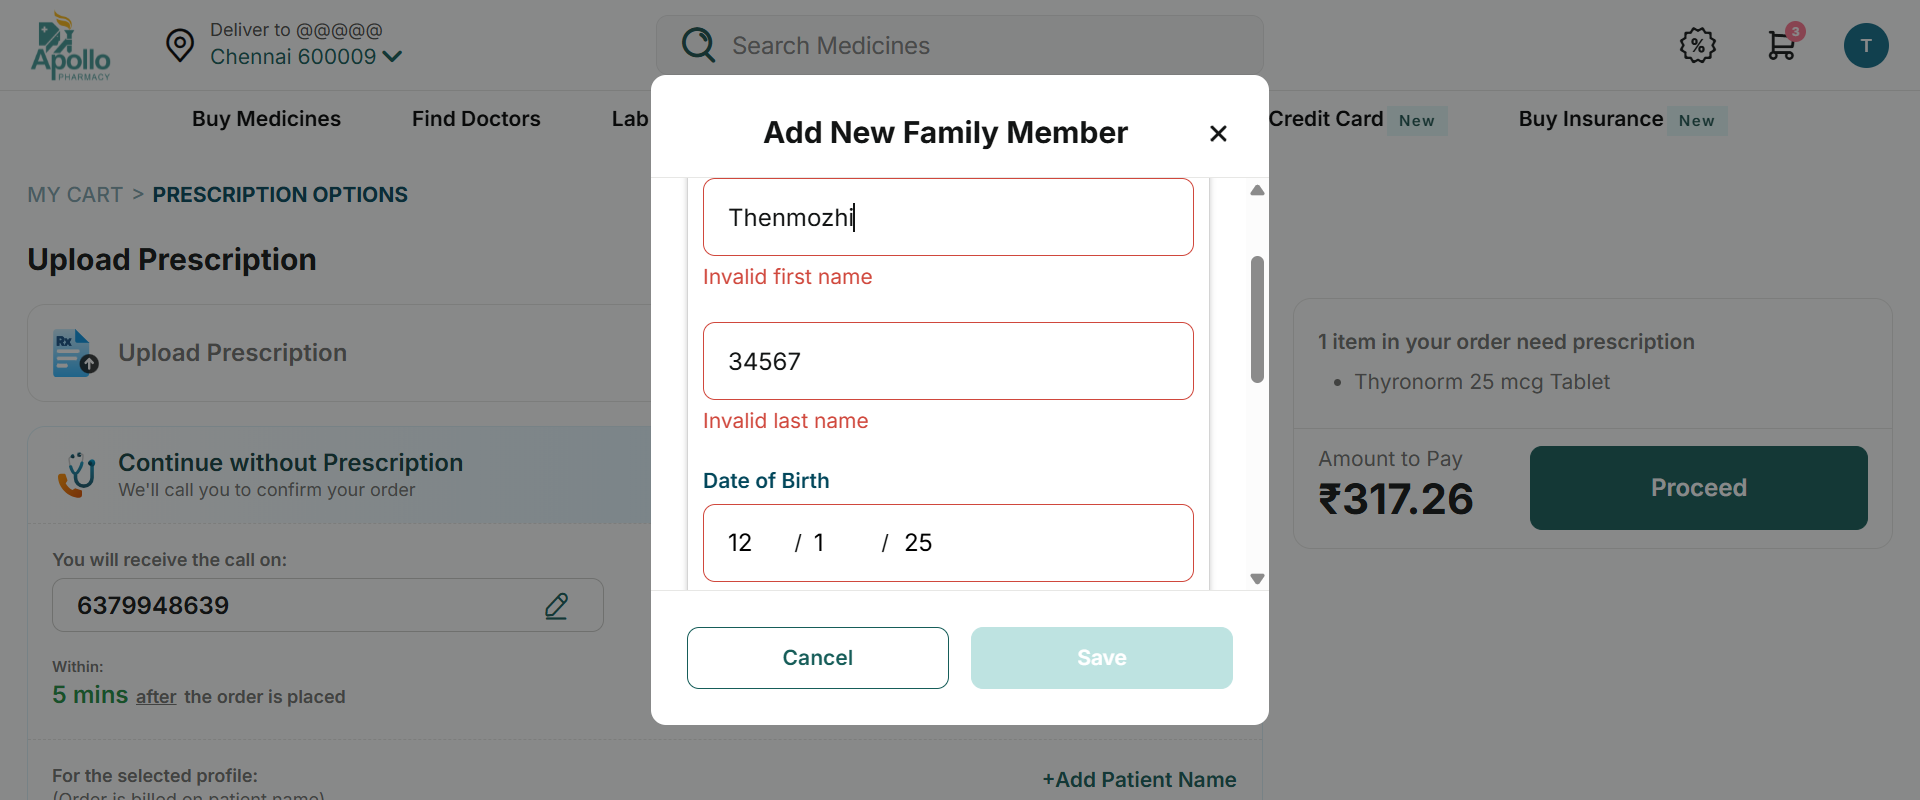 Apollo
PHARMACY
Deliver to @@@@@
Chennai 600009
Search Medicines
%
3
T
Buy Medicines
Find Doctors
Lab
Credit Card New
Buy Insurance New
MY CART > PRESCRIPTION OPTIONS
Upload Prescription
Rx
Upload Prescription
Continue without Prescription
We'll call you to confirm your order
You will receive the call on:
6379948639
Within:
5 mins after the order is placed
For the selected profile:
(Order is billed on patient name)
+Add Patient Name
Add New Family Member
Thenmozhi
Invalid first name
34567
Invalid last name
Date of Birth
12 / 1 / 25
Cancel
Save
1 item in your order need prescription
• Thyronorm 25 mcg Tablet
Amount to Pay
₹317.26
Proceed